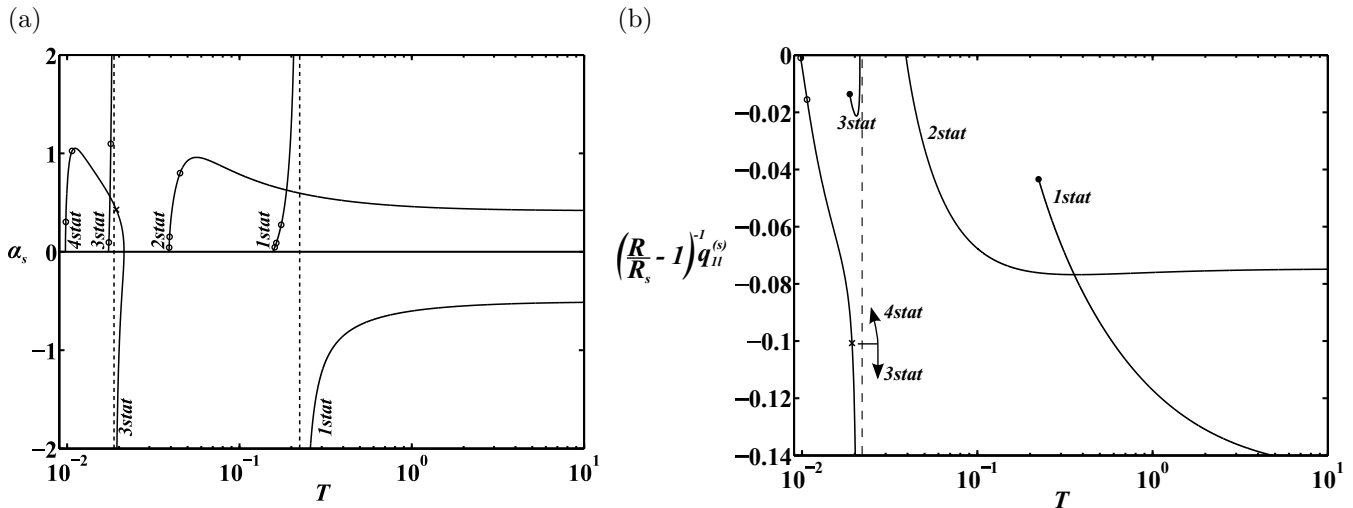 (a)
2
1
α_s 0
−1
−2
4stat
3stat
2stat
1stat
3stat
1stat
10^−2
10^−1
10^0
10^1
T
(b)
0
−0.02
−0.04
−0.06
−0.08
−0.1
−0.12
−0.14
(R/R_s - 1)^-1 q_11^(s)
3stat
2stat
1stat
4stat
3stat
10^−2
10^−1
10^0
10^1
T